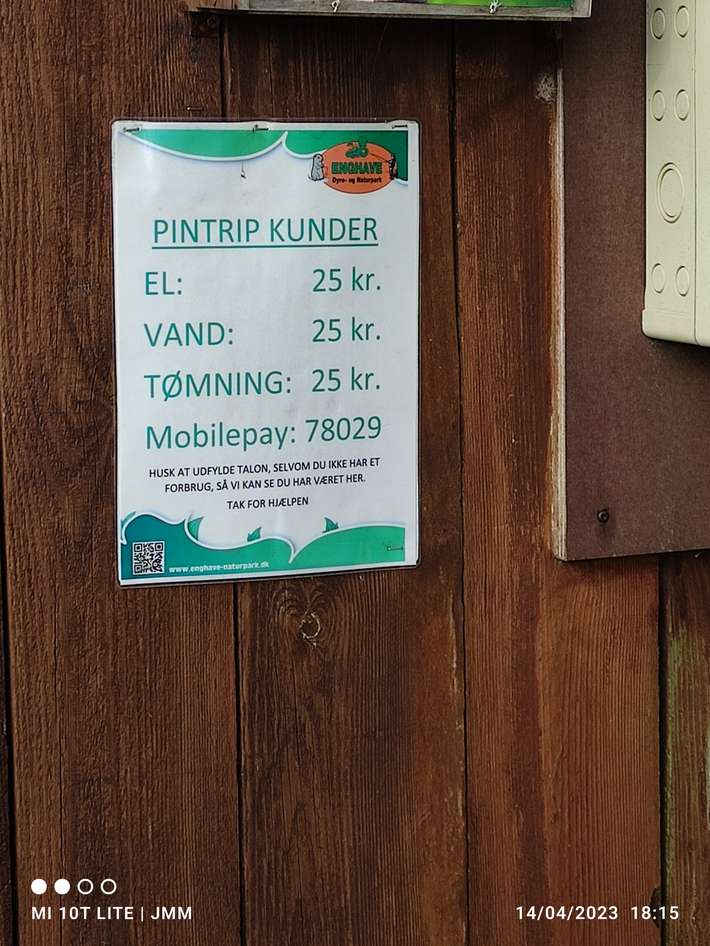 ENGHAVE
Dyre- og Naturpark
PINTRIP KUNDER
EL: 25 kr.
VAND: 25 kr.
TØMNING: 25 kr.
Mobilepay: 78029
HUSK AT UDFYLDE TALON, SELVOM DU IKKE HAR ET
FORBRUG, SÅ VI KAN SE DU HAR VÆRET HER.
TAK FOR HJÆLPEN
www.enghave-naturpark.dk
MI 10T LITE | JMM
14/04/2023 18:15